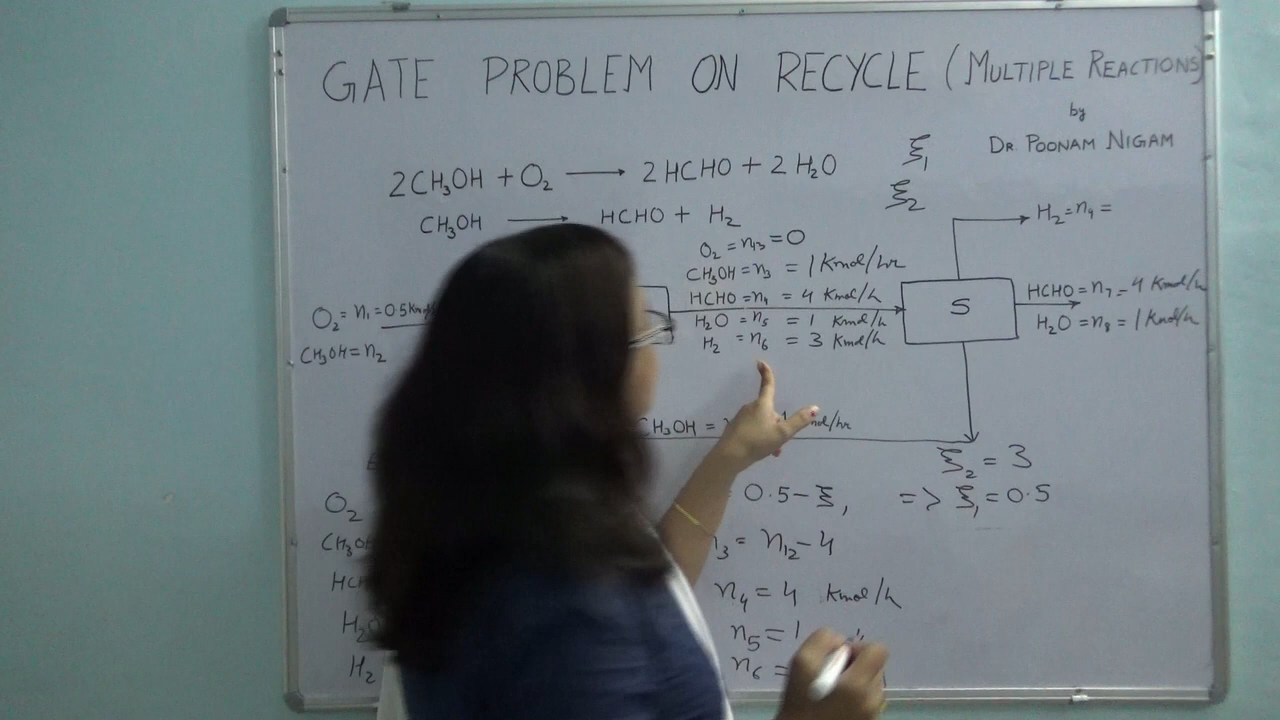 GATE PROBLEM ON RECYCLE (MULTIPLE REACTIONS)
by
DR POONAM NIGAM
2CH₃OH + O₂ → 2HCHO + 2H₂O ξ₁
CH₃OH → HCHO + H₂ ξ₂
H₂ = n₉ =
O₂ = n₁₃ = 0
CH₃OH = n₃ = 1 Kmol/hr
HCHO = n₄ = 4 Kmol/h
H₂O = n₅ = 1 Kmol/h
H₂ = n₆ = 3 Kmol/h
S
HCHO = n₇ = 4 Kmol/h
H₂O = n₈ = 1 Kmol/h
O₂ = n₁ = 0.5
CH₃OH = n₂
CH₃OH =
ξ₂ = 3
O₂ 0.5 - ξ₁ => ξ₁ = 0.5
= n₁₂ - 4
n₄ = 4 Kmol/h
H₂O n₅ = 1
H₂ n₆ =